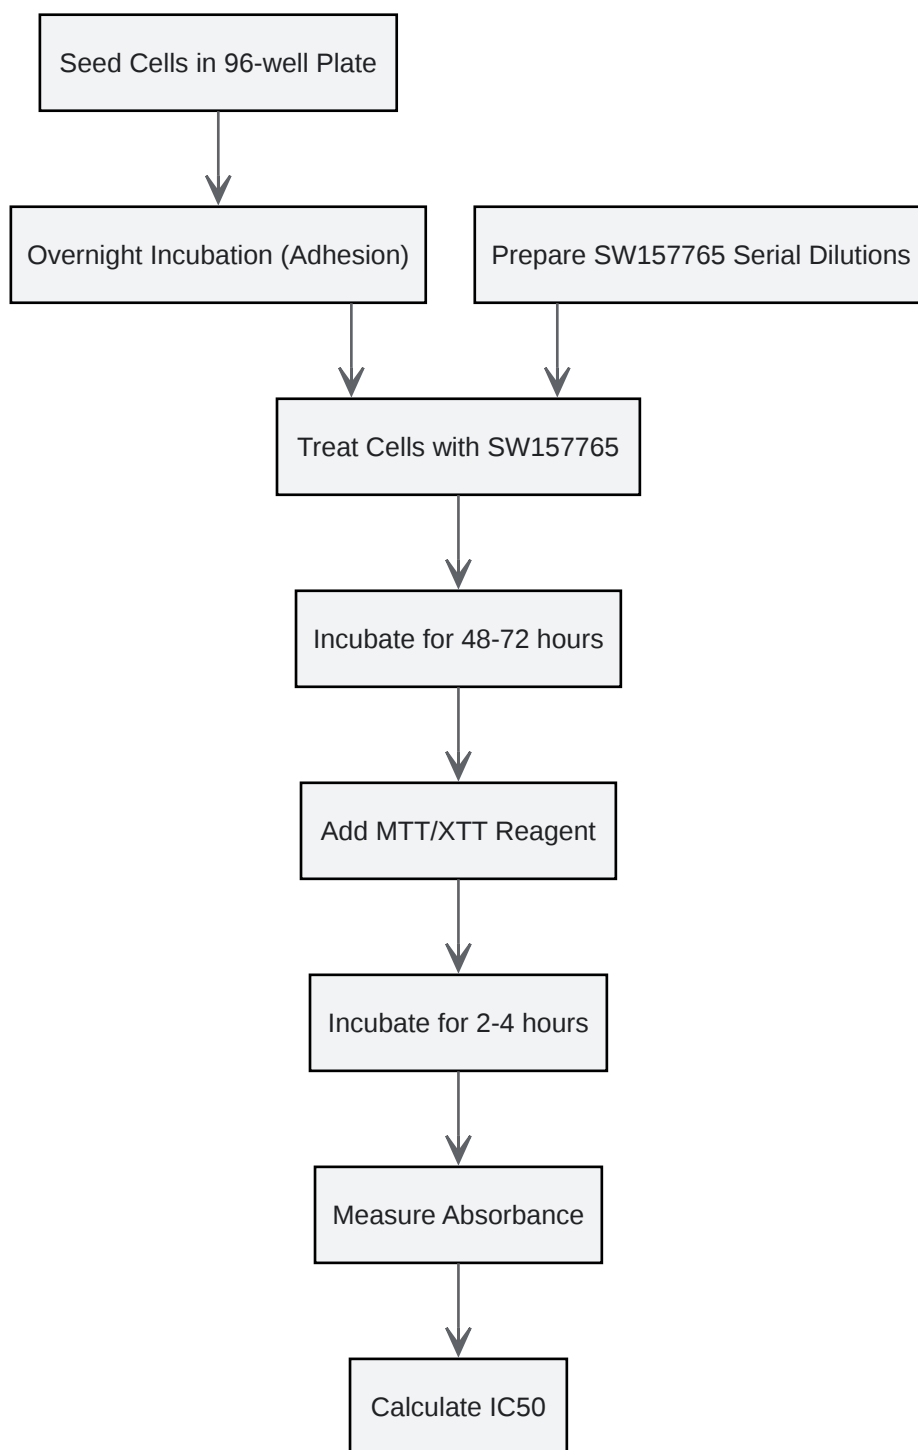 Seed Cells in 96-well Plate
Overnight Incubation (Adhesion)
Prepare SW157765 Serial Dilutions
Treat Cells with SW157765
Incubate for 48-72 hours
Add MTT/XTT Reagent
Incubate for 2-4 hours
Measure Absorbance
Calculate IC50